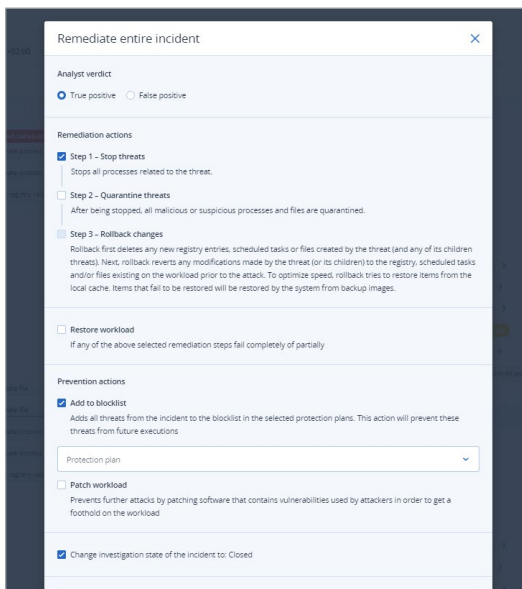 Remediate entire incident
Analyst verdict
True positive
False positive
Remediation actions
Step 1 – Stop threats
Stops all processes related to the threat.
Step 2 – Quarantine threats
After being stopped, all malicious or suspicious processes and files are quarantined.
Step 3 – Rollback changes
Rollback first deletes any new registry entries, scheduled tasks or files created by the threat (and any of its children
threats). Next, rollback reverts any modifications made by the threat (or its children) to the registry, scheduled tasks
and/or files existing on the workload prior to the attack. To optimize speed, rollback tries to restore items from the
local cache. Items that fail to be restored will be restored by the system from backup images.
Restore workload
If any of the above selected remediation steps fail completely of partially
Prevention actions
Add to blocklist
Adds all threats from the incident to the blocklist in the selected protection plans. This action will prevent these
threats from future executions
Protection plan
Patch workload
Prevents further attacks by patching software that contains vulnerabilities used by attackers in order to get a
foothold on the workload
Change investigation state of the incident to: Closed